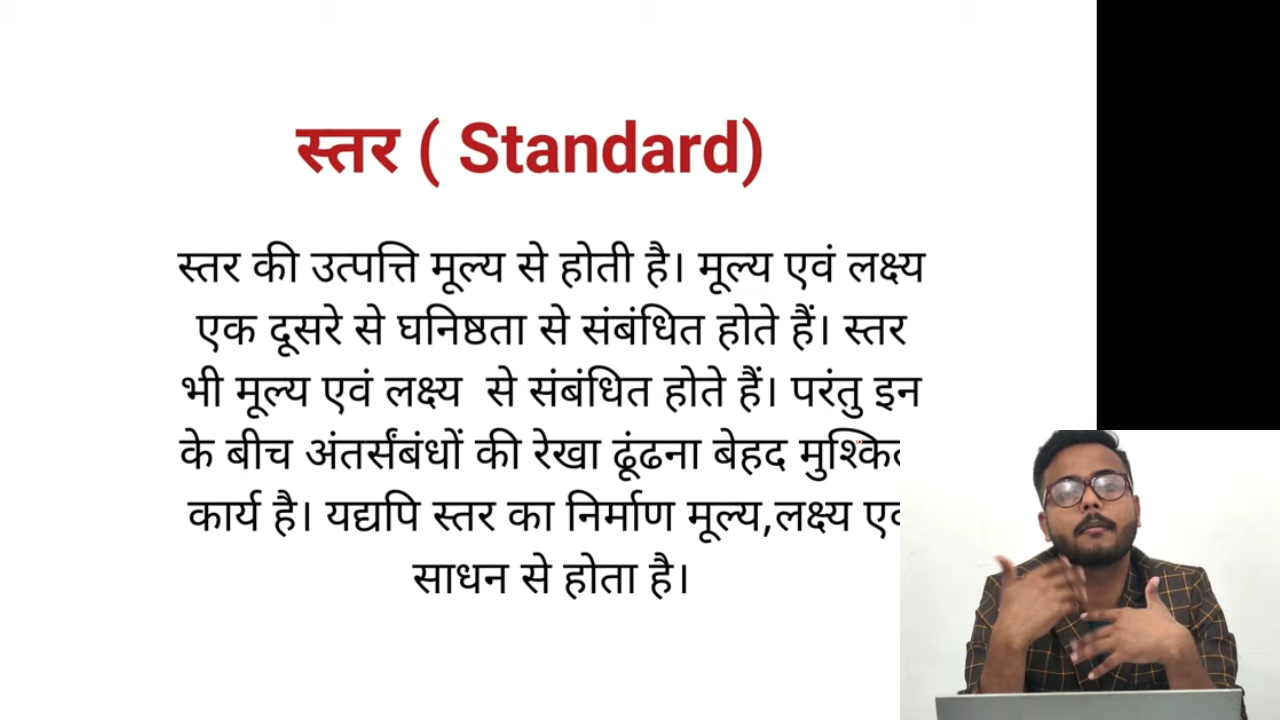 स्तर ( Standard)
स्तर की उत्पत्ति मूल्य से होती है। मूल्य एवं लक्ष्य
एक दूसरे से घनिष्ठता से संबंधित होते हैं। स्तर
भी मूल्य एवं लक्ष्य  से संबंधित होते हैं। परंतु इन
के बीच अंतर्संबंधों की रेखा ढूंढना बेहद
कार्य है। यद्यपि स्तर का निर्माण मूल्य,लक्ष्य
साधन से होता है।